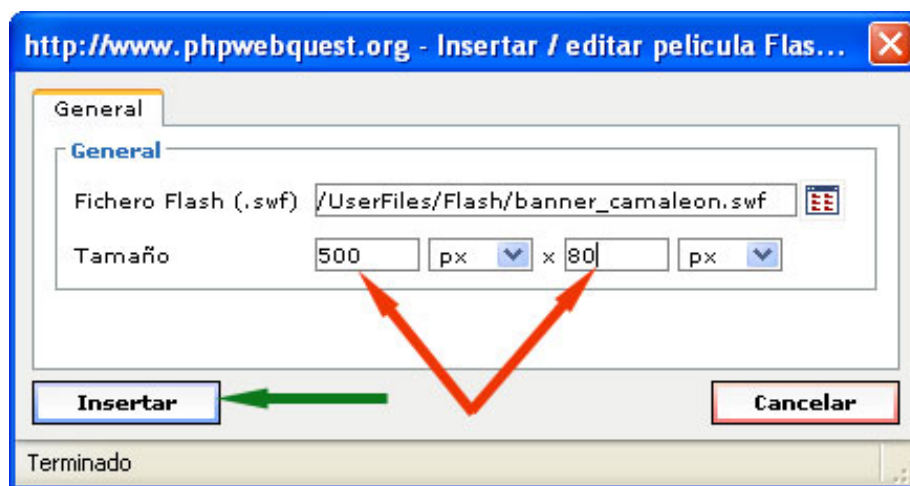 http://www.phpwebquest.org - Insertar / editar pelicula Flas...
General
General
Fichero Flash (.swf) /UserFiles/Flash/banner_camaleon.swf
Tamaño 500 px x 80 px
Insertar Cancelar
Terminado